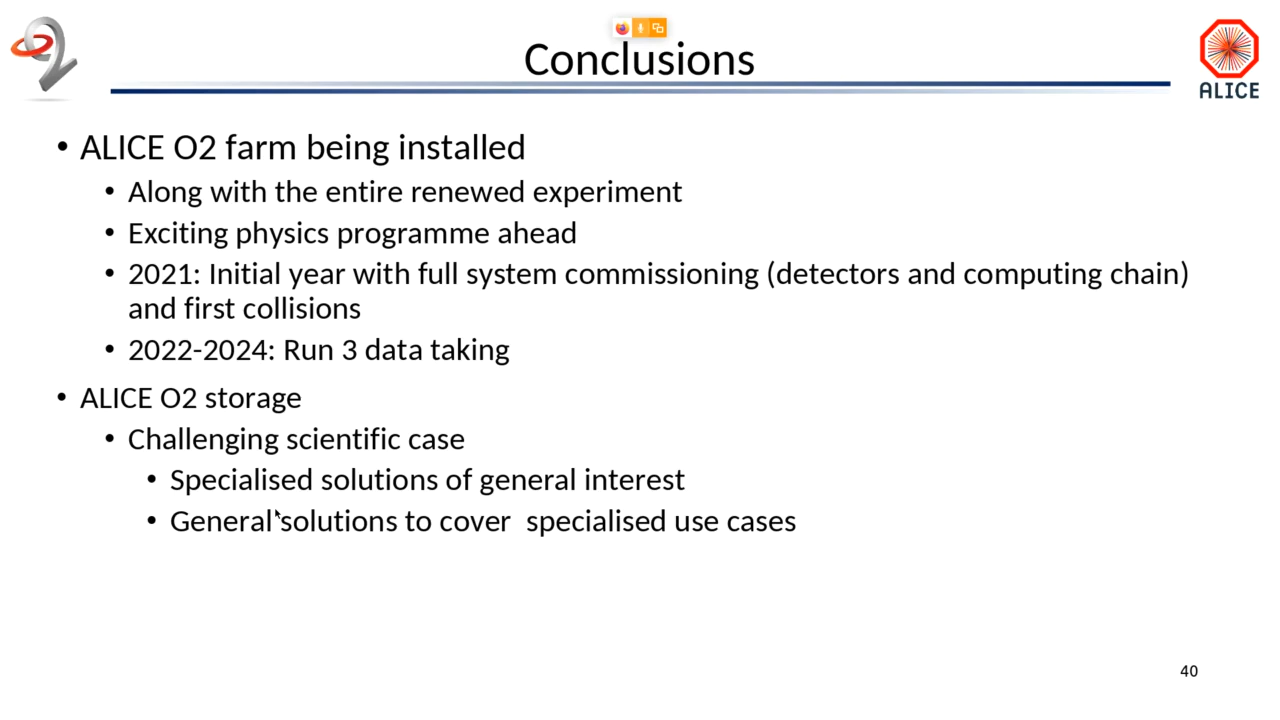 Conclusions
ALICE
• ALICE O2 farm being installed
• Along with the entire renewed experiment
• Exciting physics programme ahead
• 2021: Initial year with full system commissioning (detectors and computing chain)
and first collisions
• 2022-2024: Run 3 data taking
• ALICE O2 storage
• Challenging scientific case
• Specialised solutions of general interest
• General solutions to cover  specialised use cases
40